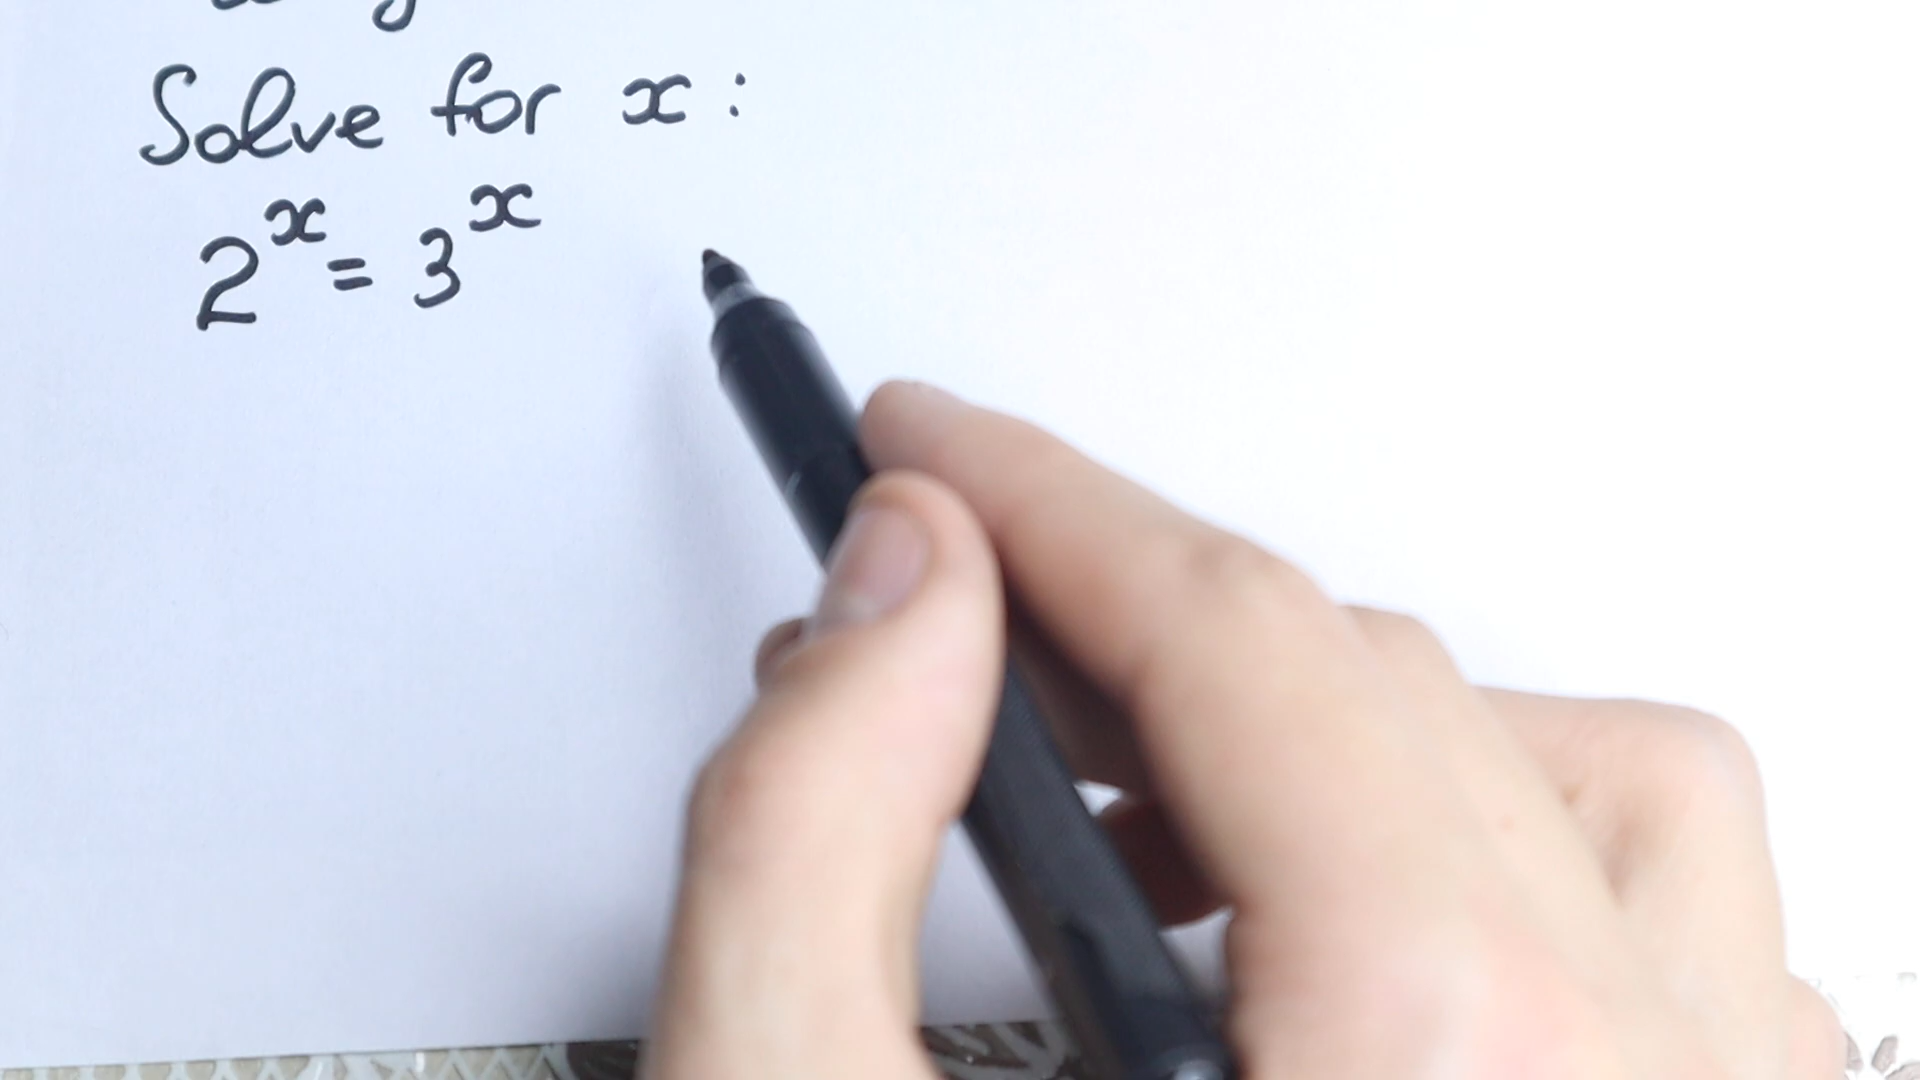 Solve for x:
2^x = 3^x